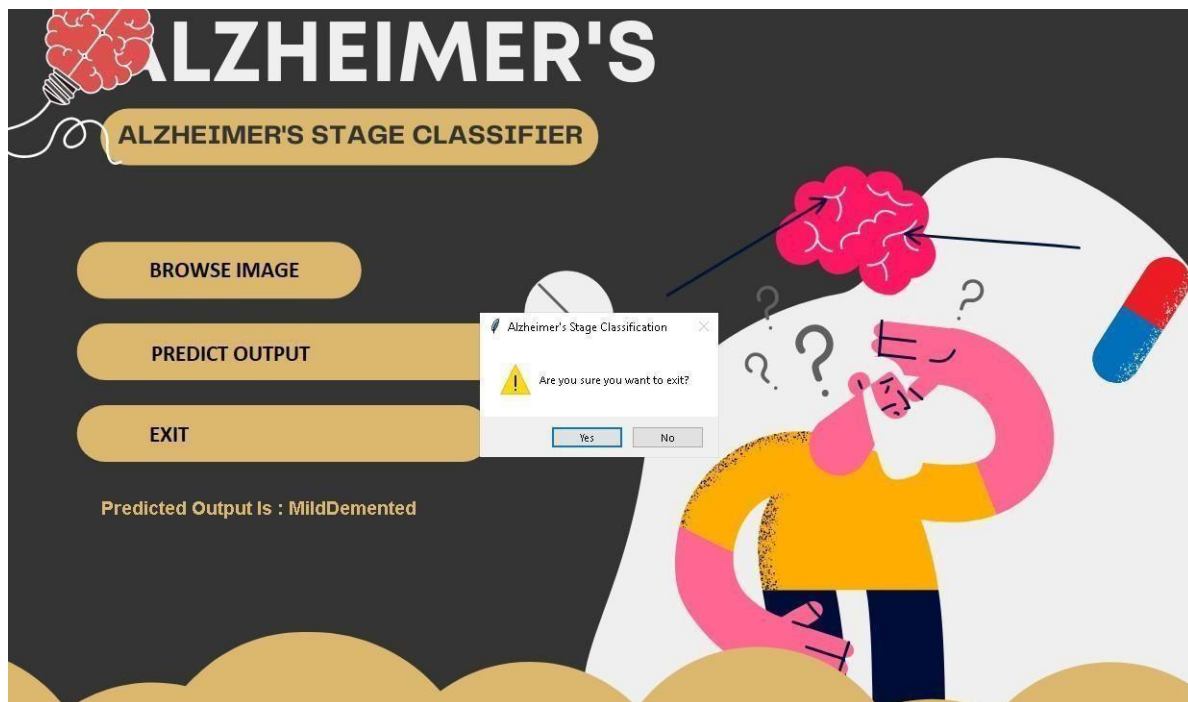 ALZHEIMER'S
ALZHEIMER'S STAGE CLASSIFIER
BROWSE IMAGE
PREDICT OUTPUT
EXIT
Predicted Output Is : MildDemented
Alzheimer's Stage Classification
Are you sure you want to exit?
Yes No
? ? ? ?